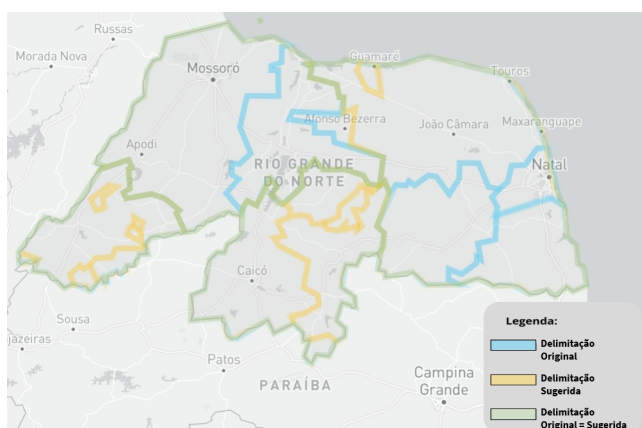 Russas
Morada Nova
Mossoró
Guamaré
Touros
Afonso Bezerra
João Câmara
Maxaranguape
Apodi
RIO GRANDE
DO NORTE
Natal
Caicó
Sousa
jazeiras
Patos
Campina
Grande
PARAÍBA
Legenda:
Delimitação
Original
Delimitação
Sugerida
Delimitação
Original = Sugerida